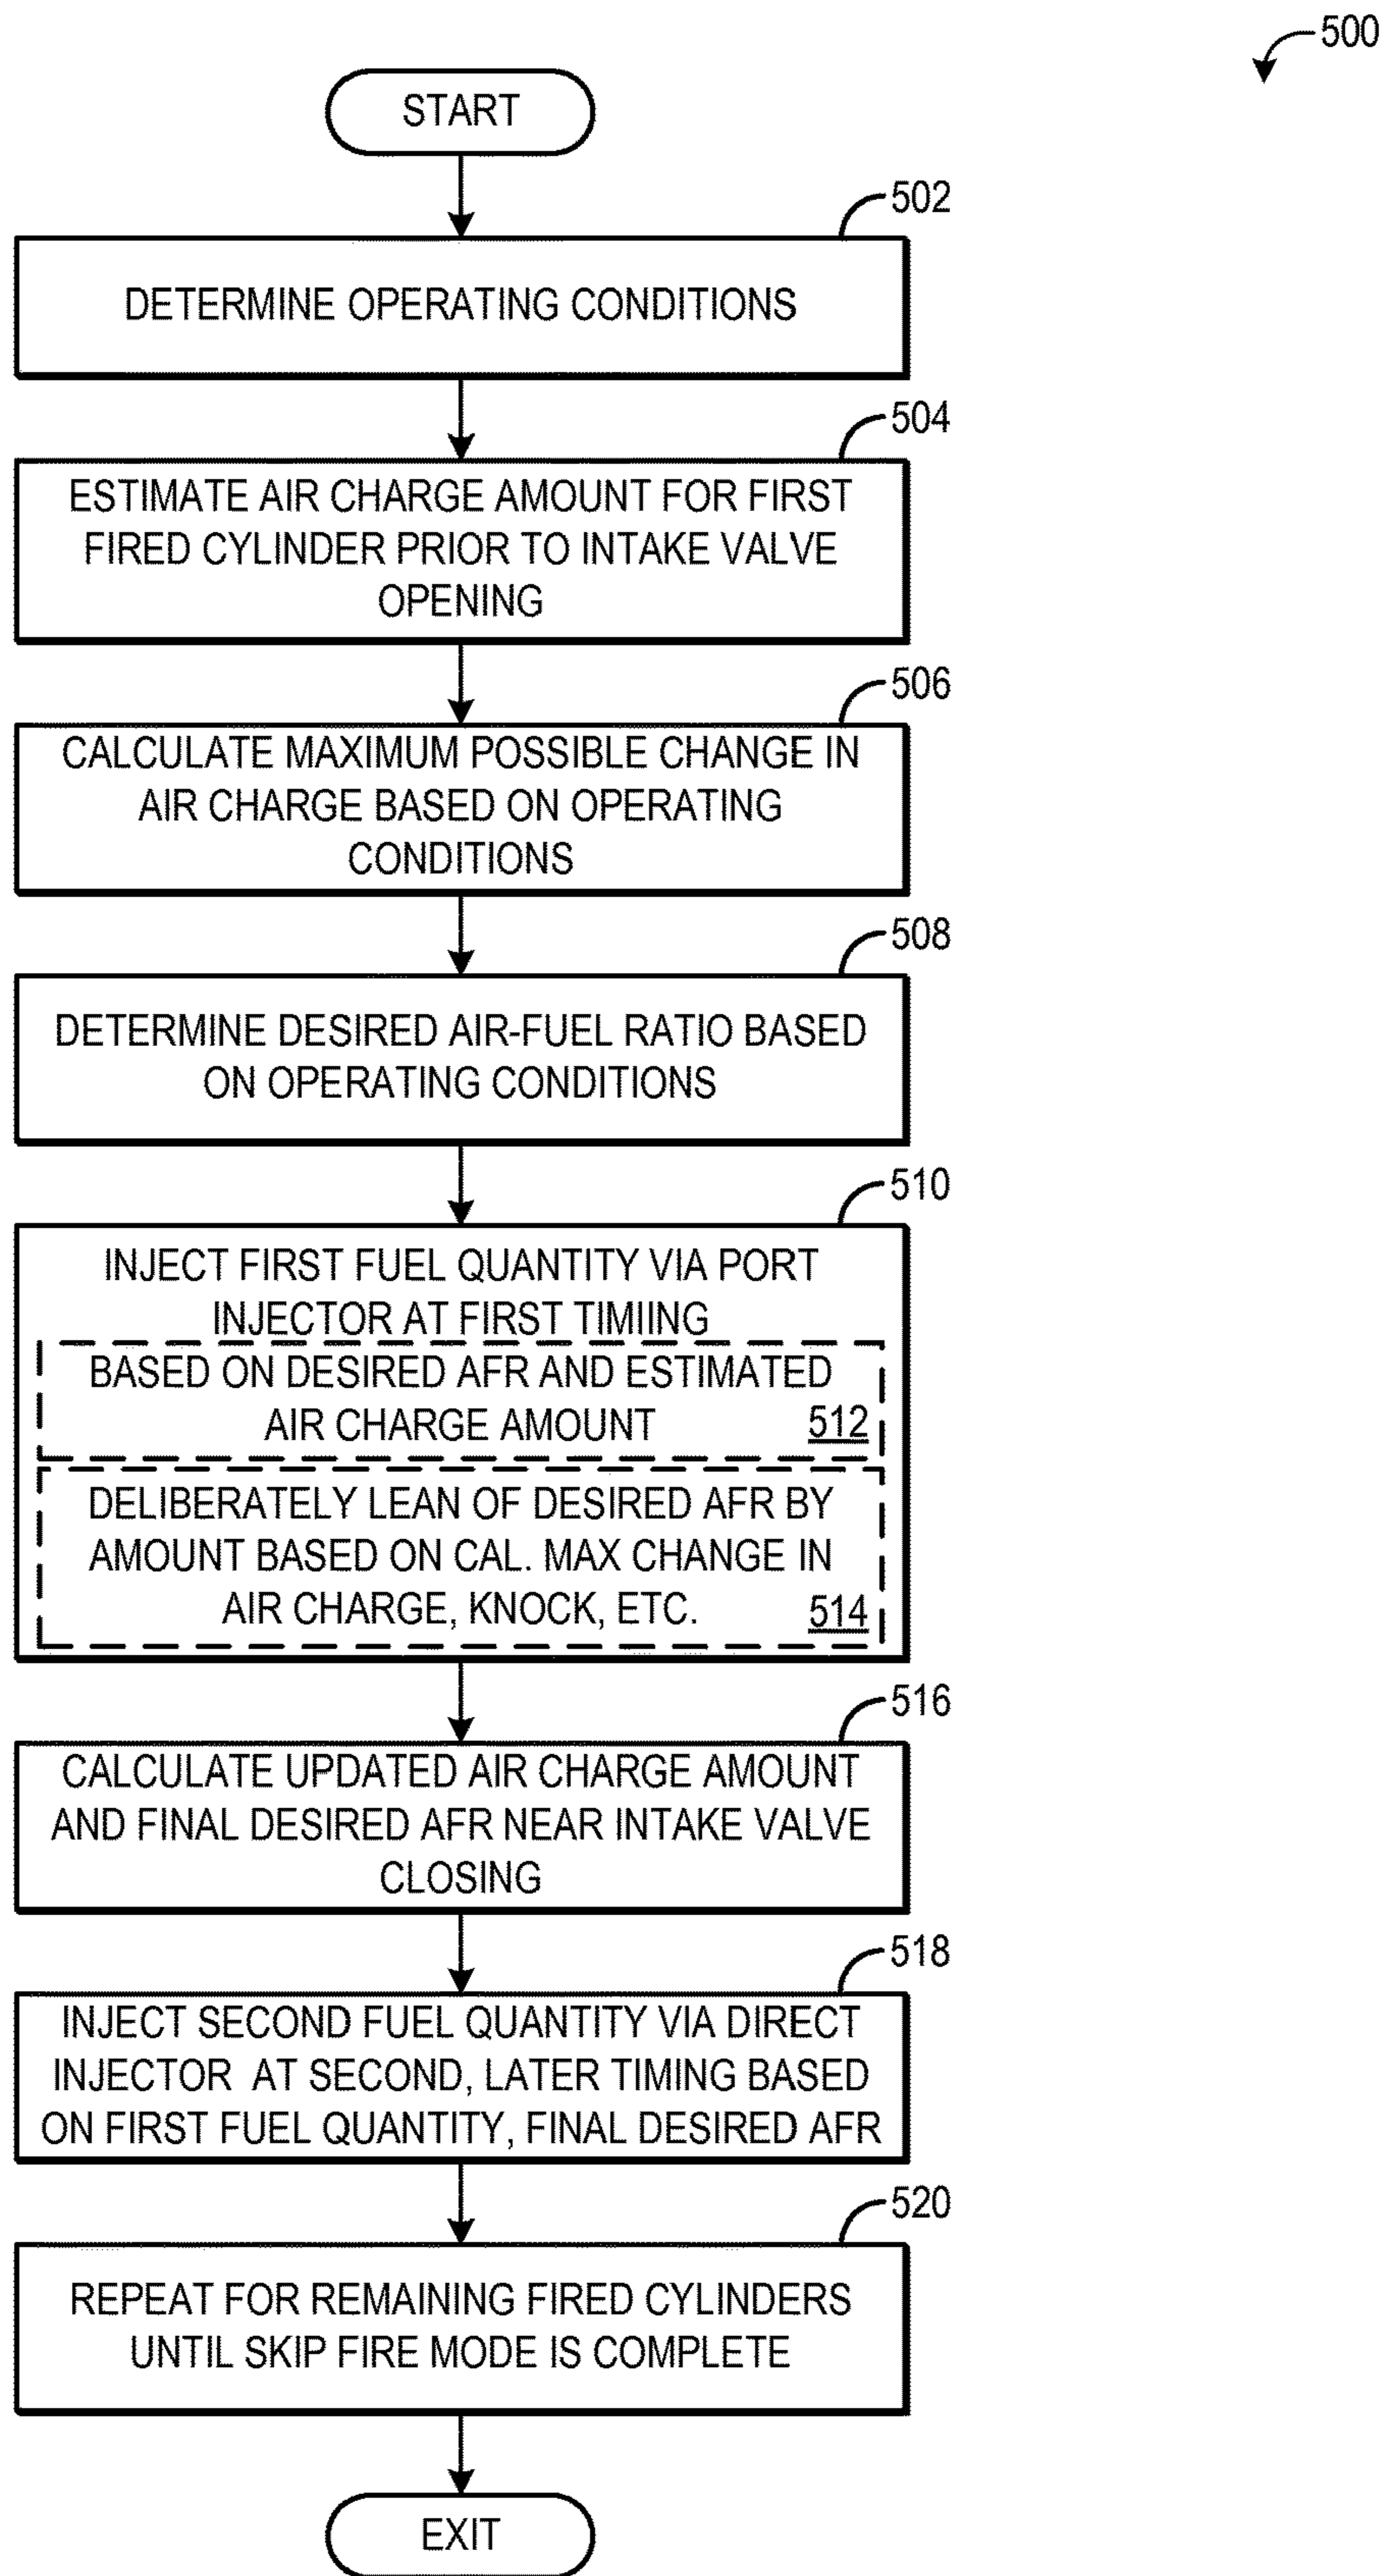 500
START
502
DETERMINE OPERATING CONDITIONS
504
ESTIMATE AIR CHARGE AMOUNT FOR FIRST
FIRED CYLINDER PRIOR TO INTAKE VALVE
OPENING
506
CALCULATE MAXIMUM POSSIBLE CHANGE IN
AIR CHARGE BASED ON OPERATING
CONDITIONS
508
DETERMINE DESIRED AIR-FUEL RATIO BASED
ON OPERATING CONDITIONS
510
INJECT FIRST FUEL QUANTITY VIA PORT
INJECTOR AT FIRST TIMIING
BASED ON DESIRED AFR AND ESTIMATED
AIR CHARGE AMOUNT 512
DELIBERATELY LEAN OF DESIRED AFR BY
AMOUNT BASED ON CAL. MAX CHANGE IN
AIR CHARGE, KNOCK, ETC. 514
516
CALCULATE UPDATED AIR CHARGE AMOUNT
AND FINAL DESIRED AFR NEAR INTAKE VALVE
CLOSING
518
INJECT SECOND FUEL QUANTITY VIA DIRECT
INJECTOR AT SECOND, LATER TIMING BASED
ON FIRST FUEL QUANTITY, FINAL DESIRED AFR
520
REPEAT FOR REMAINING FIRED CYLINDERS
UNTIL SKIP FIRE MODE IS COMPLETE
EXIT